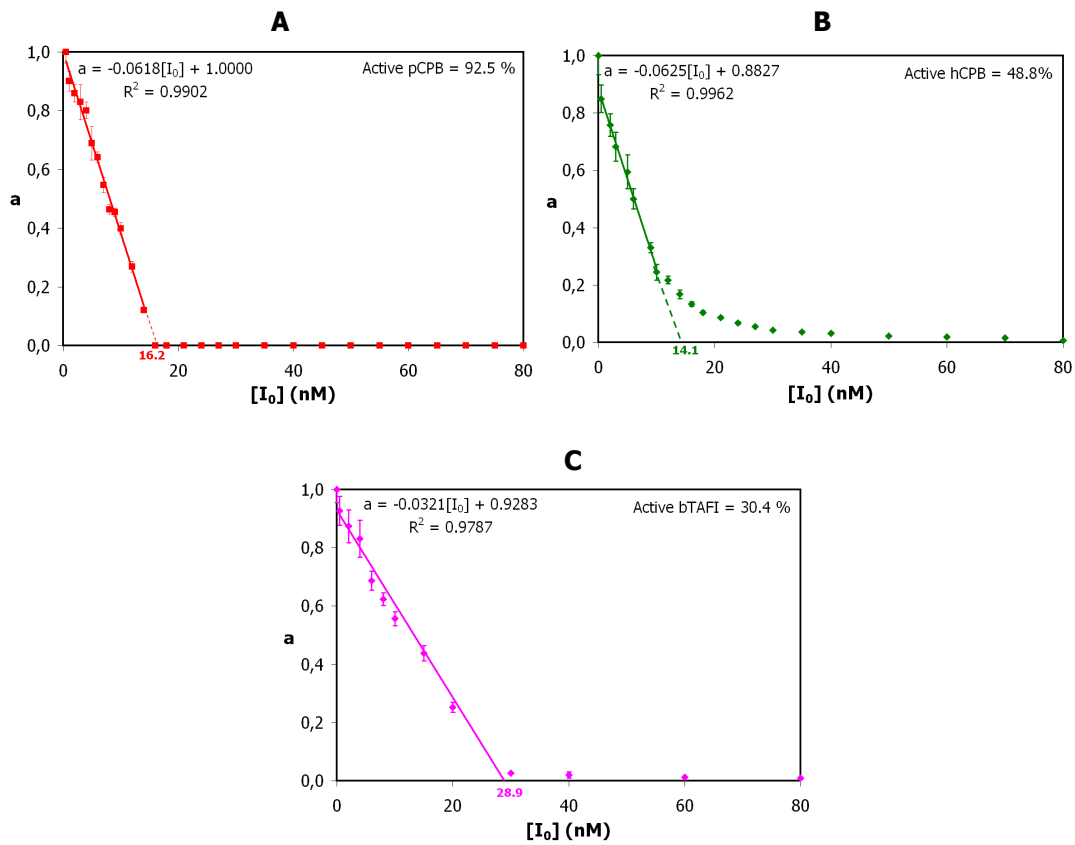 A
a = -0.0618[I₀] + 1.0000
R² = 0.9902
Active pCPB = 92.5 %
1,0
0,8
0,6
0,4
0,2
0,0
a
16.2
0 20 40 60 80
[I₀] (nM)
B
a = -0.0625[I₀] + 0.8827
R² = 0.9962
Active hCPB = 48.8%
1,0
0,8
0,6
0,4
0,2
0,0
a
14.1
0 20 40 60 80
[I₀] (nM)
C
a = -0.0321[I₀] + 0.9283
R² = 0.9787
Active bTAFI = 30.4 %
1,0
0,8
0,6
0,4
0,2
0,0
a
28.9
0 20 40 60 80
[I₀] (nM)